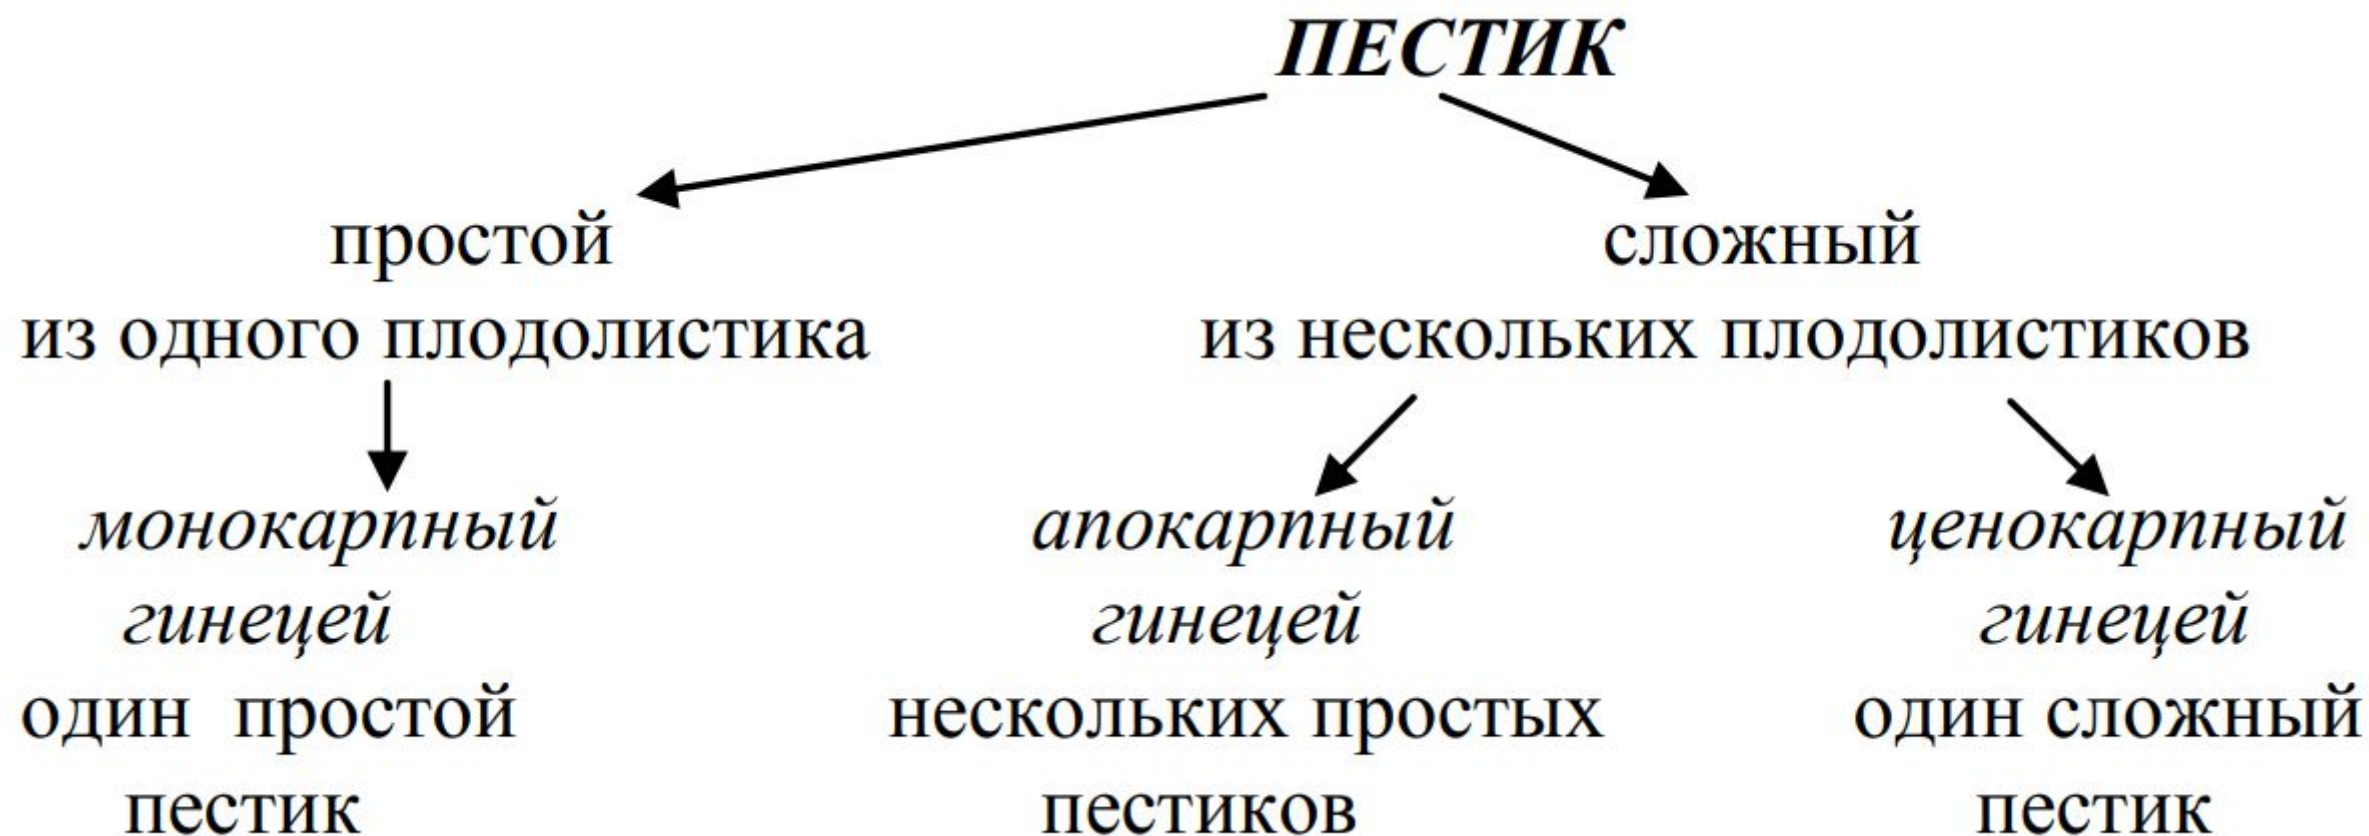 ПЕСТИК
простой
из одного плодолистика
сложный
из нескольких плодолистиков
монокарпный
гинецей
один простой
пестик
апокарпный
гинецей
нескольких простых
пестиков
ценокарпный
гинецей
один сложный
пестик